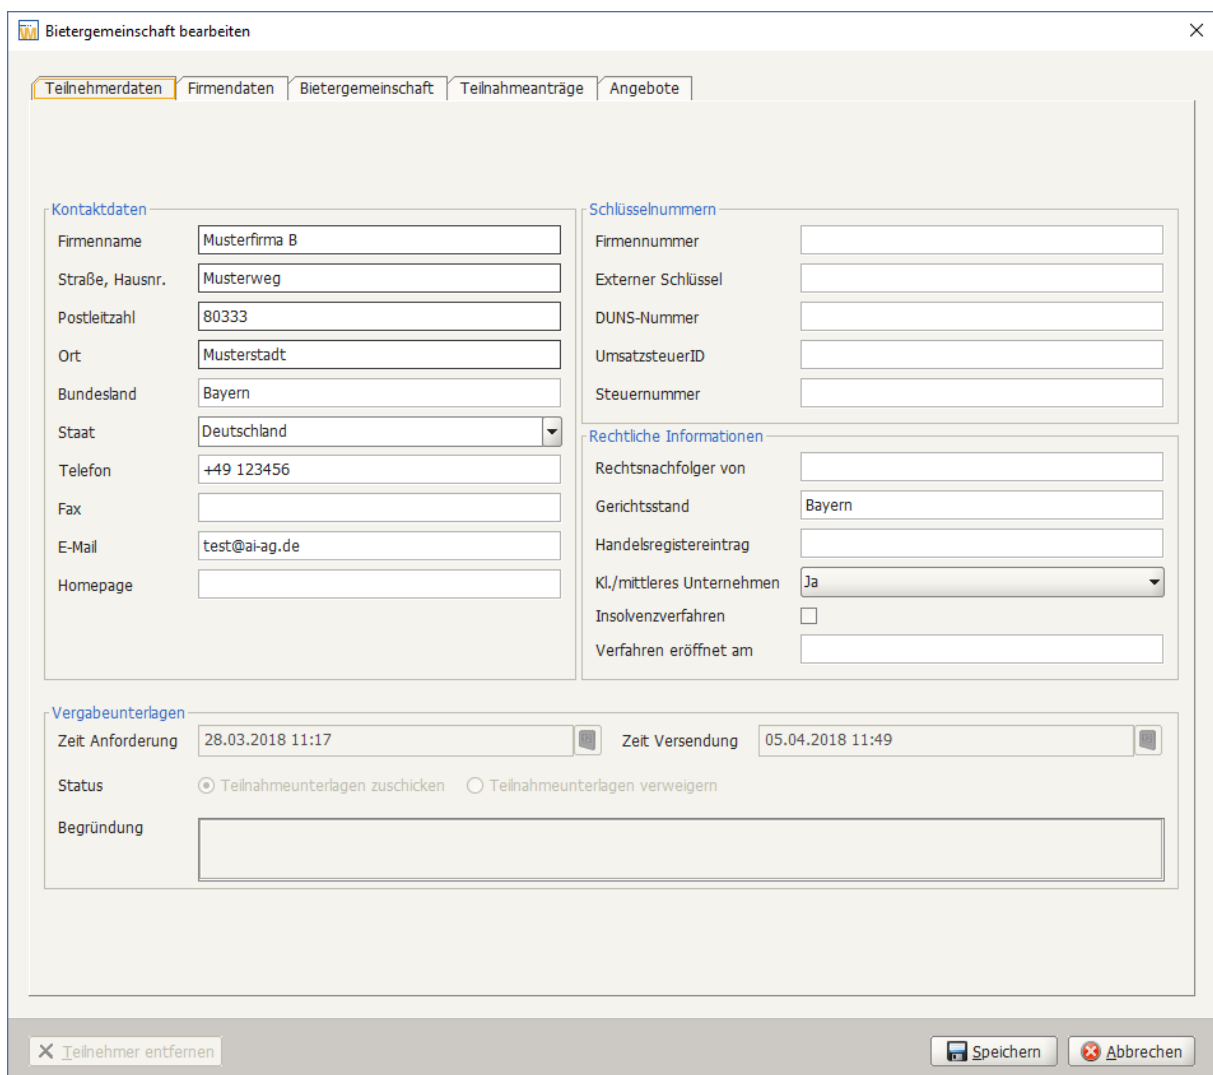 Bietergemeinschaft bearbeiten
Teilnehmerdaten Firmendaten Bietergemeinschaft Teilnahmeanträge Angebote
Kontaktdaten
Firmenname Musterfirma B
Straße, Hausnr. Musterweg
Postleitzahl 80333
Ort Musterstadt
Bundesland Bayern
Staat Deutschland
Telefon +49 123456
Fax
E-Mail test@ai-ag.de
Homepage
Schlüsselnummern
Firmennummer
Externer Schlüssel
DUNS-Nummer
UmsatzsteuerID
Steuernummer
Rechtliche Informationen
Rechtsnachfolger von
Gerichtsstand Bayern
Handelsregistereintrag
Kl./mittleres Unternehmen Ja
Insolvenzverfahren
Verfahren eröffnet am
Vergabeunterlagen
Zeit Anforderung 28.03.2018 11:17 Zeit Versendung 05.04.2018 11:49
Status Teilnahmeunterlagen zuschicken Teilnahmeunterlagen verweigern
Begründung
Teilnehmer entfernen Speichern Abbrechen